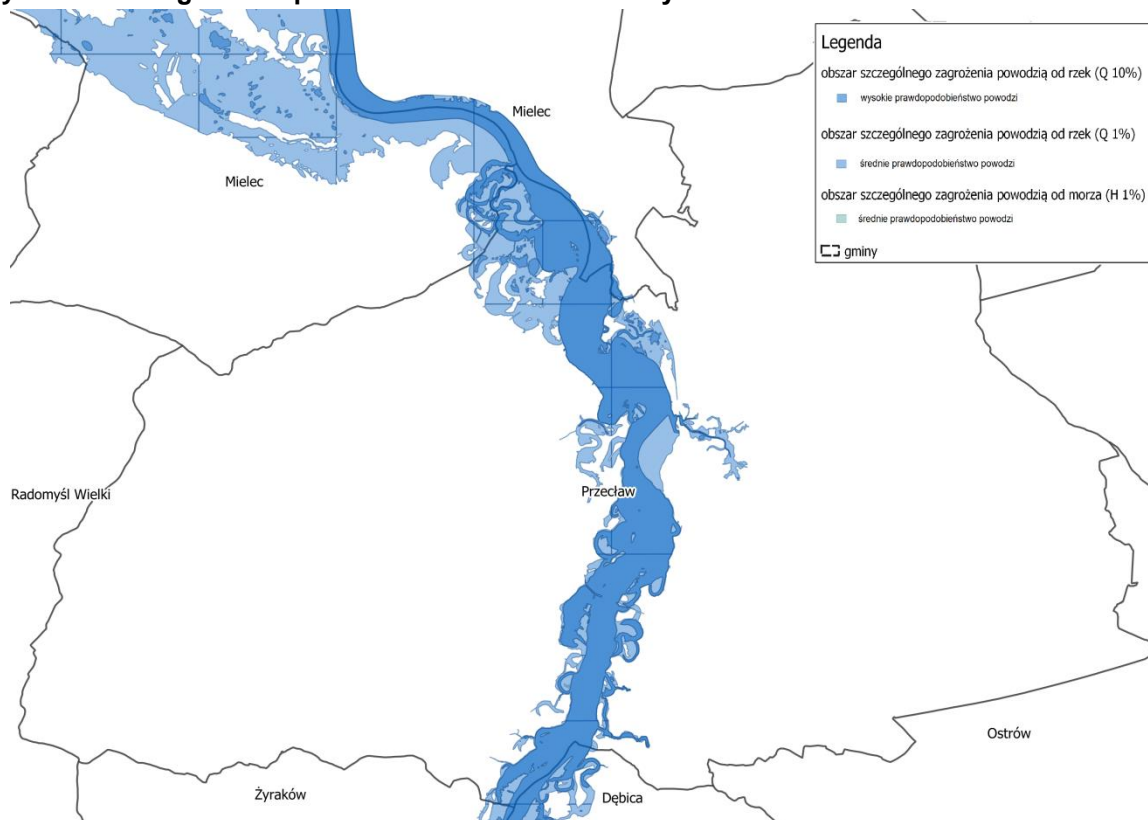 Legenda
obszar szczególnego zagrożenia powodzią od rzek (Q 10%)
wysokie prawdopodobieństwo powodzi
obszar szczególnego zagrożenia powodzią od rzek (Q 1%)
średnie prawdopodobieństwo powodzi
obszar szczególnego zagrożenia powodzią od morza (H 1%)
średnie prawdopodobieństwo powodzi
gminy
Mielec
Mielec
Radomyśl Wielki
Przecław
Ostrów
Żyraków
Dębica